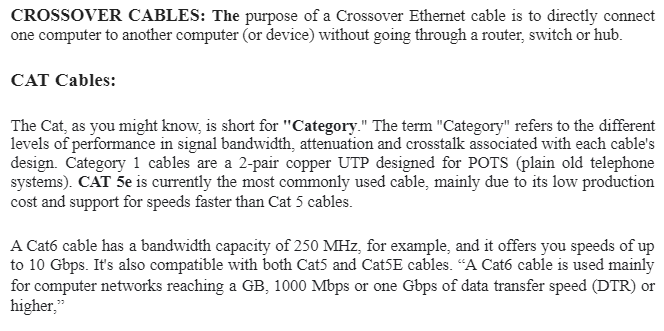 CROSSOVER CABLES: The purpose of a Crossover Ethernet cable is to directly connect
one computer to another computer (or device) without going through a router, switch or hub.
CAT Cables:
The Cat, as you might know, is short for "Category." The term "Category" refers to the different
levels of performance in signal bandwidth, attenuation and crosstalk associated with each cable's
design. Category 1 cables are a 2-pair copper UTP designed for POTS (plain old telephone
systems). CAT 5e is currently the most commonly used cable, mainly due to its low production
cost and support for speeds faster than Cat 5 cables.
A Cat6 cable has a bandwidth capacity of 250 MHz, for example, and it offers you speeds of up
to 10 Gbps. It's also compatible with both Cat5 and Cat5E cables. “A Cat6 cable is used mainly
for computer networks reaching a GB, 1000 Mbps or one Gbps of data transfer speed (DTR) or
higher,”